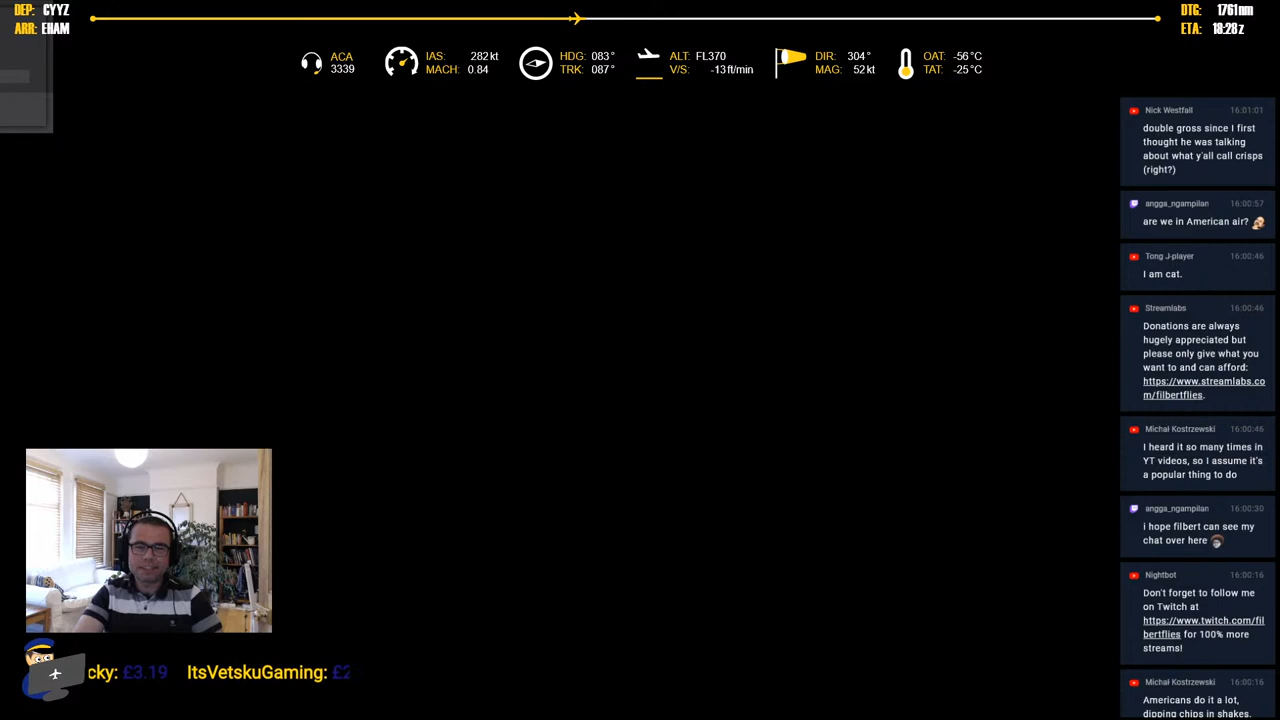 DEP: CYYZ
ARR: EHAM
DTG: 1761nm
ETA: 18:28z
ACA
3339
IAS: 282kt
MACH: 0.84
HDG: 083°
TRK: 087°
ALT: FL370
V/S: -13ft/min
DIR: 304°
MAG: 52kt
OAT: -56°C
TAT: -25°C
Nick Westfall 16:01:01
double gross since I first
thought he was talking
about what y'all call crisps
(right?)
angga_ngampilan 16:00:57
are we in American air?
Tong J-player 16:00:46
I am cat.
Streamlabs 16:00:46
Donations are always
hugely appreciated but
please only give what you
want to and can afford:
https://www.streamlabs.co
m/filbertflies.
Michał Kostrzewski 16:00:46
I heard it so many times in
YT videos, so I assume it's
a popular thing to do
angga_ngampilan 16:00:30
i hope filbert can see my
chat over here
Nightbot 16:00:16
Don't forget to follow me
on Twitch at
https://www.twitch.com/fil
bertflies for 100% more
streams!
Michał Kostrzewski 16:00:16
Americans do it a lot,
dipping chips in shakes.
cky: £3.19 ItsVetskuGaming: £2